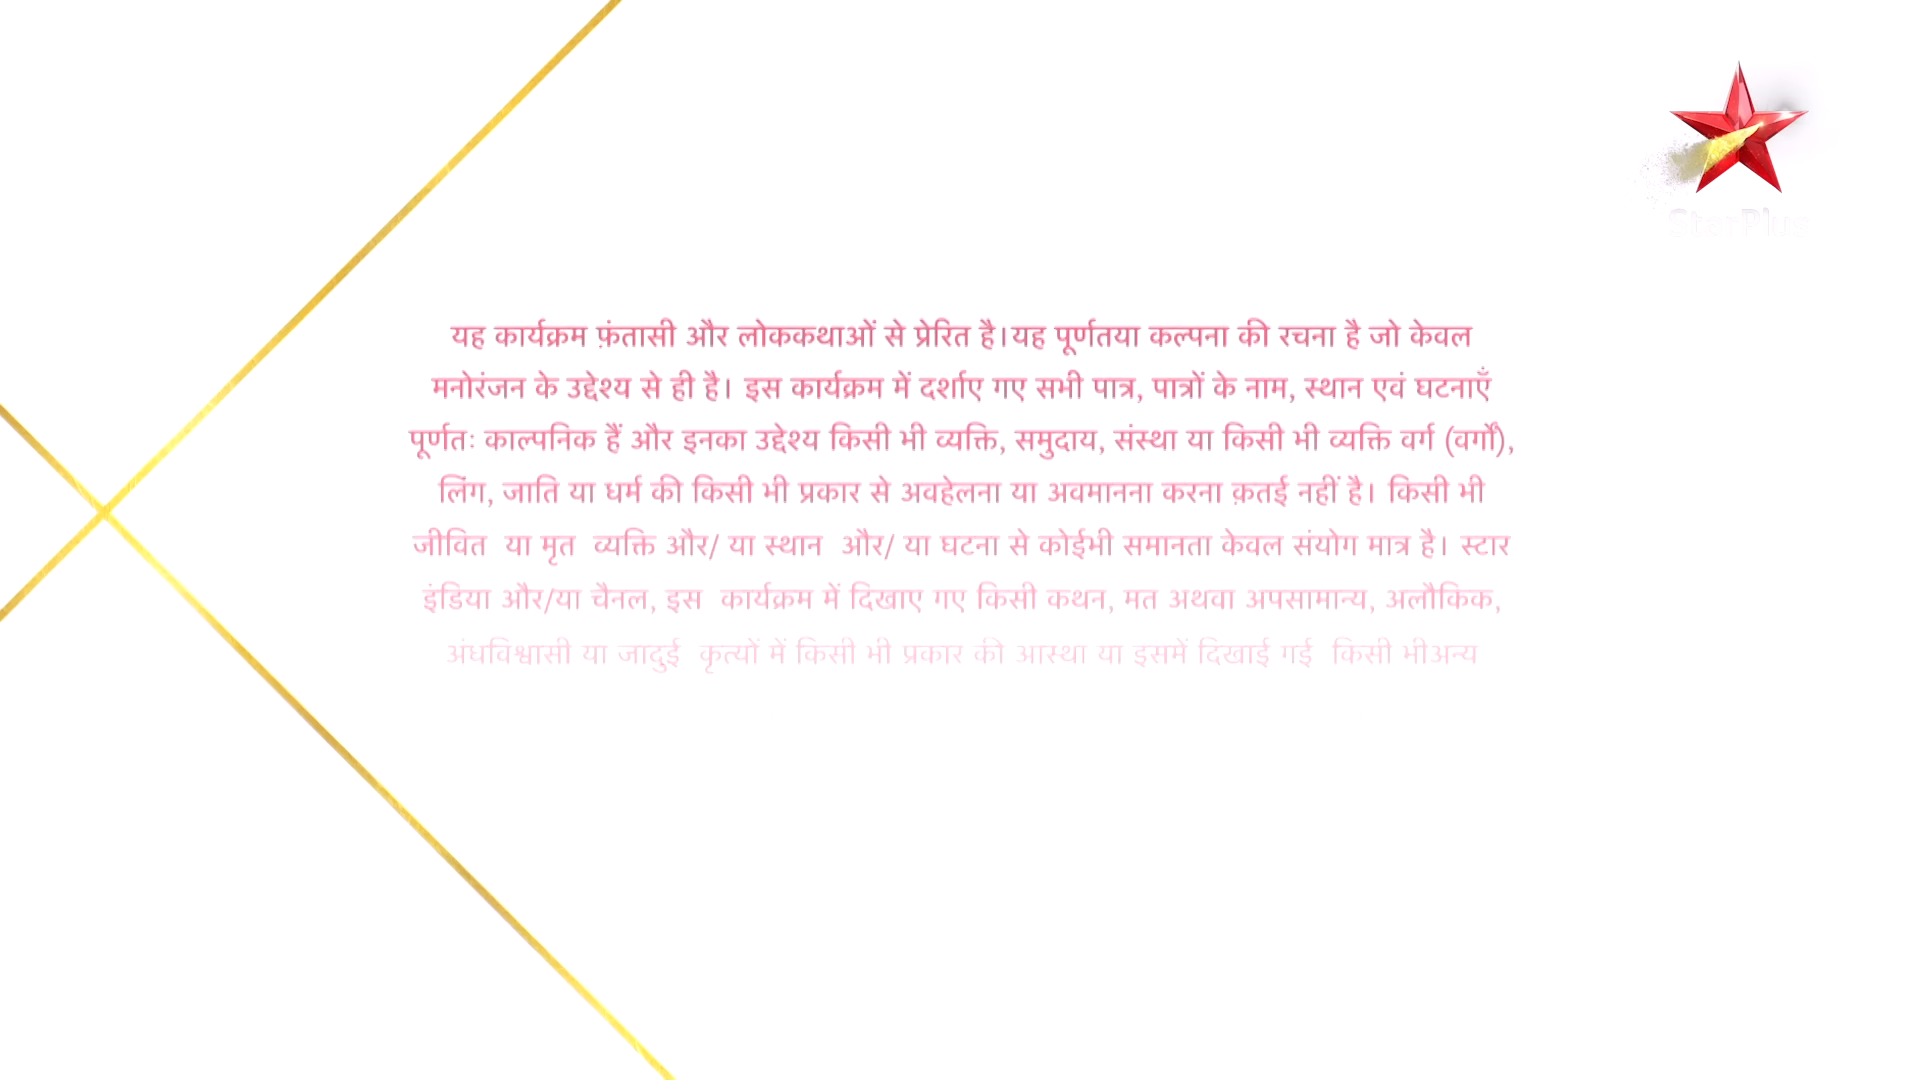 StarPlus
यह कार्यक्रम फ़ंतासी और लोककथाओं से प्रेरित है।यह पूर्णतया कल्पना की रचना है जो केवल
मनोरंजन के उद्देश्य से ही है। इस कार्यक्रम में दर्शाए गए सभी पात्र, पात्रों के नाम, स्थान एवं घटनाएँ
पूर्णतः काल्पनिक हैं और इनका उद्देश्य किसी भी व्यक्ति, समुदाय, संस्था या किसी भी व्यक्ति वर्ग (वर्गों),
लिंग, जाति या धर्म की किसी भी प्रकार से अवहेलना या अवमानना करना क़तई नहीं है। किसी भी
जीवित या मृत व्यक्ति और/ या स्थान और/ या घटना से कोईभी समानता केवल संयोग मात्र है। स्टार
इंडिया और/या चैनल, इस कार्यक्रम में दिखाए गए किसी कथन, मत अथवा अपसामान्य, अलौकिक,
अंधविश्वासी या जादुई कृत्यों में किसी भी प्रकार की आस्था या इसमें दिखाई गई किसी भीअन्य